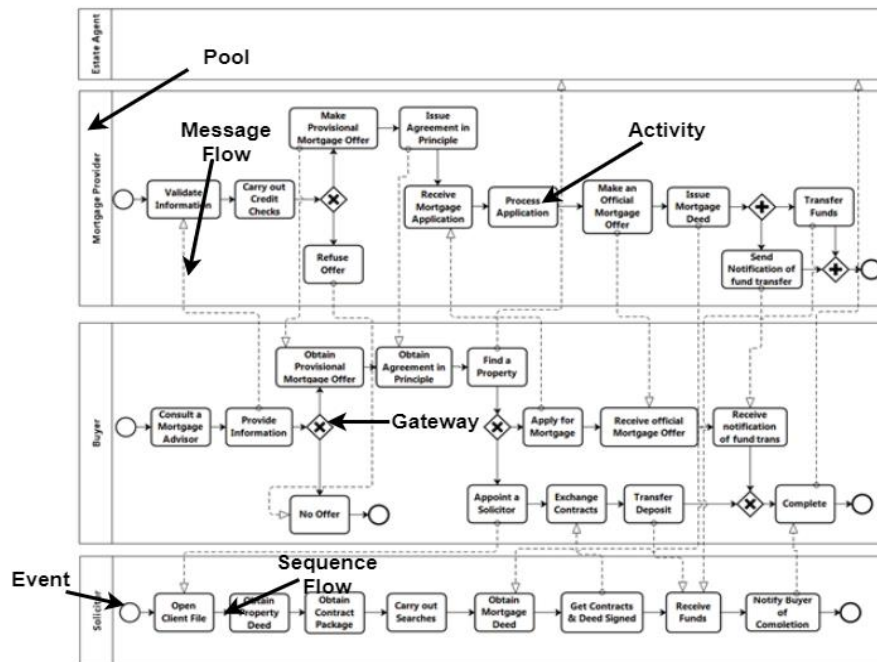 Estate Agent
Pool
Mortgage Provider
Message
Flow
Validate
Information
Carry out
Credit
Checks
Make
Provisional
Mortgage Offer
Refuse
Offer
Issue
Agreement in
Principle
Receive
Mortgage
Application
Activity
Process
Application
Make an
Official
Mortgage
Offer
Issue
Mortgage
Deed
Transfer
Funds
Send
Notification of
fund transfer
Buyer
Consult a
Mortgage
Advisor
Provide
Information
Obtain
Provisional
Mortgage Offer
Obtain
Agreement in
Principle
Find a
Property
Gateway
Apply for
Mortgage
Receive official
Mortgage Offer
Receive
notification
of fund trans
No Offer
Appoint a
Solicitor
Exchange
Contracts
Transfer
Deposit
Complete
Event
Solicitor
Sequence
Flow
Open
Client File
Obtain
Property
Deed
Obtain
Contract
Package
Carry out
Searches
Obtain
Mortgage
Deed
Get Contracts
& Deed Signed
Receive
Funds
Notify Buyer
of
Completion